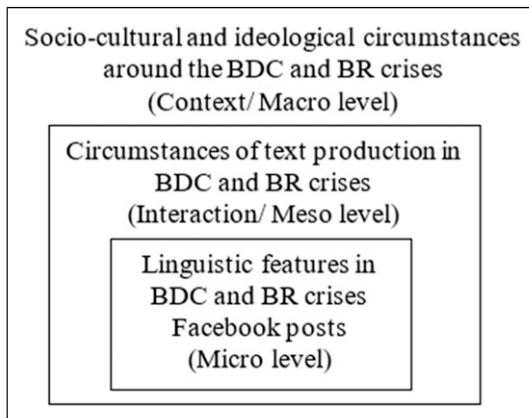 Socio-cultural and ideological circumstances
around the BDC and BR crises
(Context/ Macro level)
Circumstances of text production in
BDC and BR crises
(Interaction/ Meso level)
Linguistic features in
BDC and BR crises
Facebook posts
(Micro level)